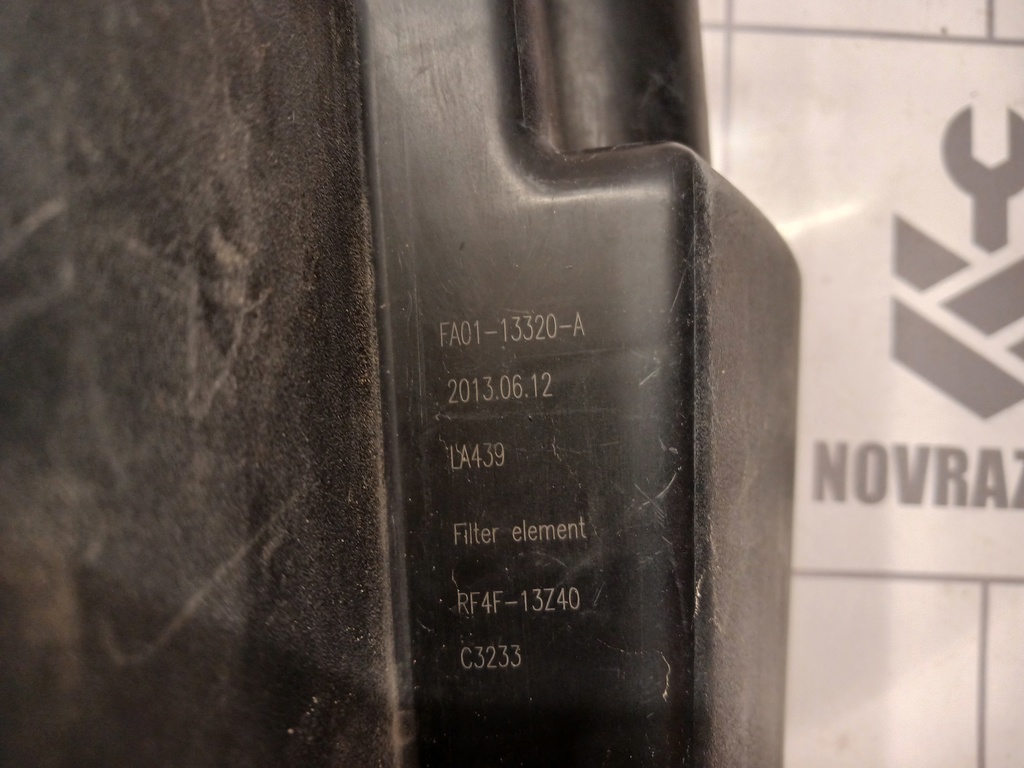 FA01-13320-A
2013.06.12
LA439
Filter element
RF4F-13Z40
C3233
NOVRAZ